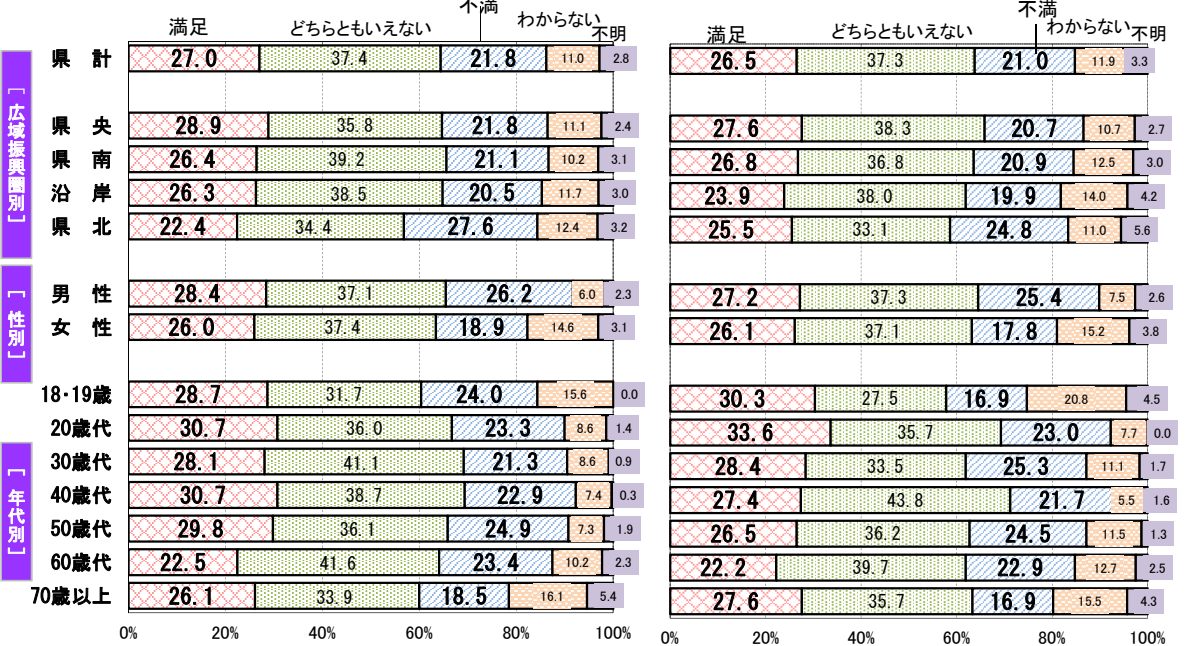 満足 どちらともいえない 不満 わからない 不明 満足 どちらともいえない 不満 わからない 不明
[広域振興圏別]
県 計 27.0 37.4 21.8 11.0 2.8 26.5 37.3 21.0 11.9 3.3
県 央 28.9 35.8 21.8 11.1 2.4 27.6 38.3 20.7 10.7 2.7
県 南 26.4 39.2 21.1 10.2 3.1 26.8 36.8 20.9 12.5 3.0
沿 岸 26.3 38.5 20.5 11.7 3.0 23.9 38.0 19.9 14.0 4.2
県 北 22.4 34.4 27.6 12.4 3.2 25.5 33.1 24.8 11.0 5.6
[性別]
男 性 28.4 37.1 26.2 6.0 2.3 27.2 37.3 25.4 7.5 2.6
女 性 26.0 37.4 18.9 14.6 3.1 26.1 37.1 17.8 15.2 3.8
[年代別]
18・19歳 28.7 31.7 24.0 15.6 0.0 30.3 27.5 16.9 20.8 4.5
20歳代 30.7 36.0 23.3 8.6 1.4 33.6 35.7 23.0 7.7 0.0
30歳代 28.1 41.1 21.3 8.6 0.9 28.4 33.5 25.3 11.1 1.7
40歳代 30.7 38.7 22.9 7.4 0.3 27.4 43.8 21.7 5.5 1.6
50歳代 29.8 36.1 24.9 7.3 1.9 26.5 36.2 24.5 11.5 1.3
60歳代 22.5 41.6 23.4 10.2 2.3 22.2 39.7 22.9 12.7 2.5
70歳以上 26.1 33.9 18.5 16.1 5.4 27.6 35.7 16.9 15.5 4.3
0% 20% 40% 60% 80% 100% 0% 20% 40% 60% 80% 100%